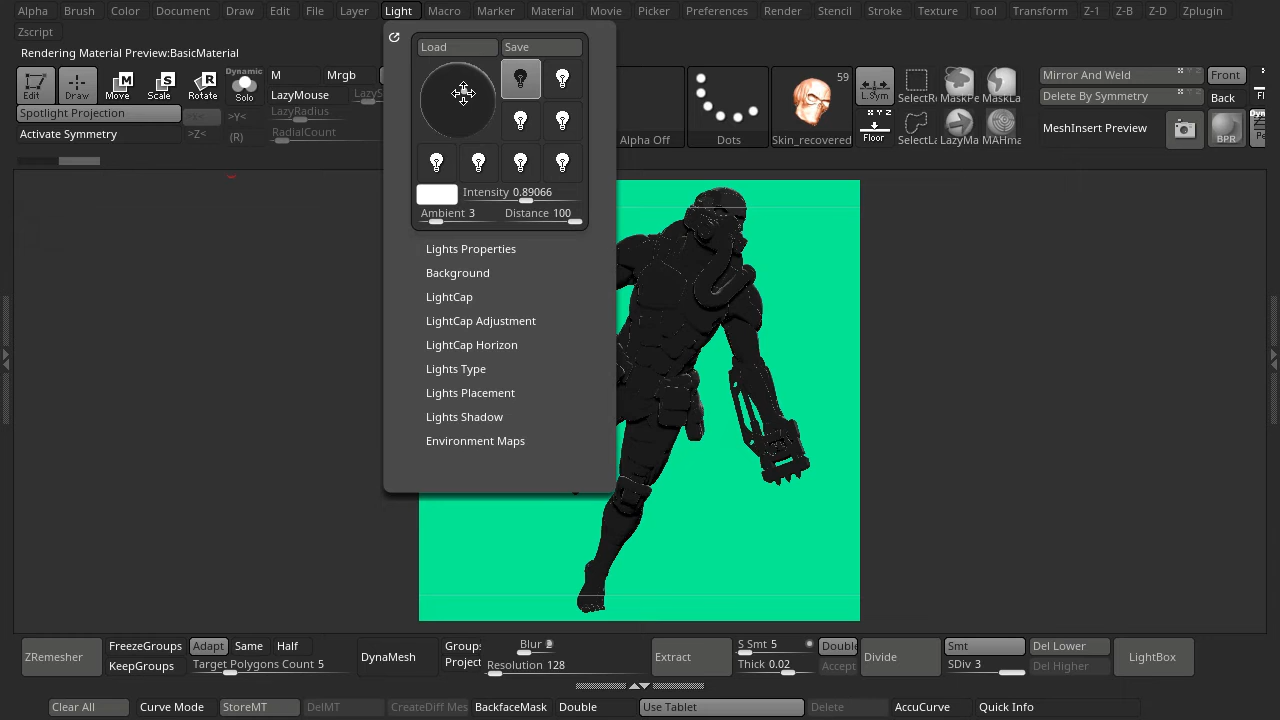 Alpha Brush Color Document Draw Edit File Layer Light Macro Marker Material Movie Picker Preferences Render Stencil Stroke Texture Tool Transform Z-1 Z-B Z-D Zplugin
Zscript
Rendering Material Preview:BasicMaterial
Load Save
Edit Draw Move Scale Rotate
Dynamic
Solo
M Mrgb
LazyMouse
LazyRadius
Spotlight Projection
>Y<
Activate Symmetry >Z< (R) RadialCount
Intensity 0.89066
Ambient 3 Distance 100
Lights Properties
Background
LightCap
LightCap Adjustment
LightCap Horizon
Lights Type
Lights Placement
Lights Shadow
Environment Maps
Alpha Off Dots
59
Skin_recovered
L.Sym
X Y Z
Floor
Mirror And Weld Front
Delete By Symmetry Back
MeshInsert Preview
BPR
ZRemesher
FreezeGroups Adapt Same Half
KeepGroups Target Polygons Count 5
DynaMesh
Blur 2
Project Resolution 128
Extract
S Smt 5
Thick 0.02 Accept
Divide
Smt Del Lower
SDiv 3 Del Higher
LightBox
Clear All Curve Mode StoreMT DelMT CreateDiff Mes BackfaceMask Double Use Tablet Delete AccuCurve Quick Info